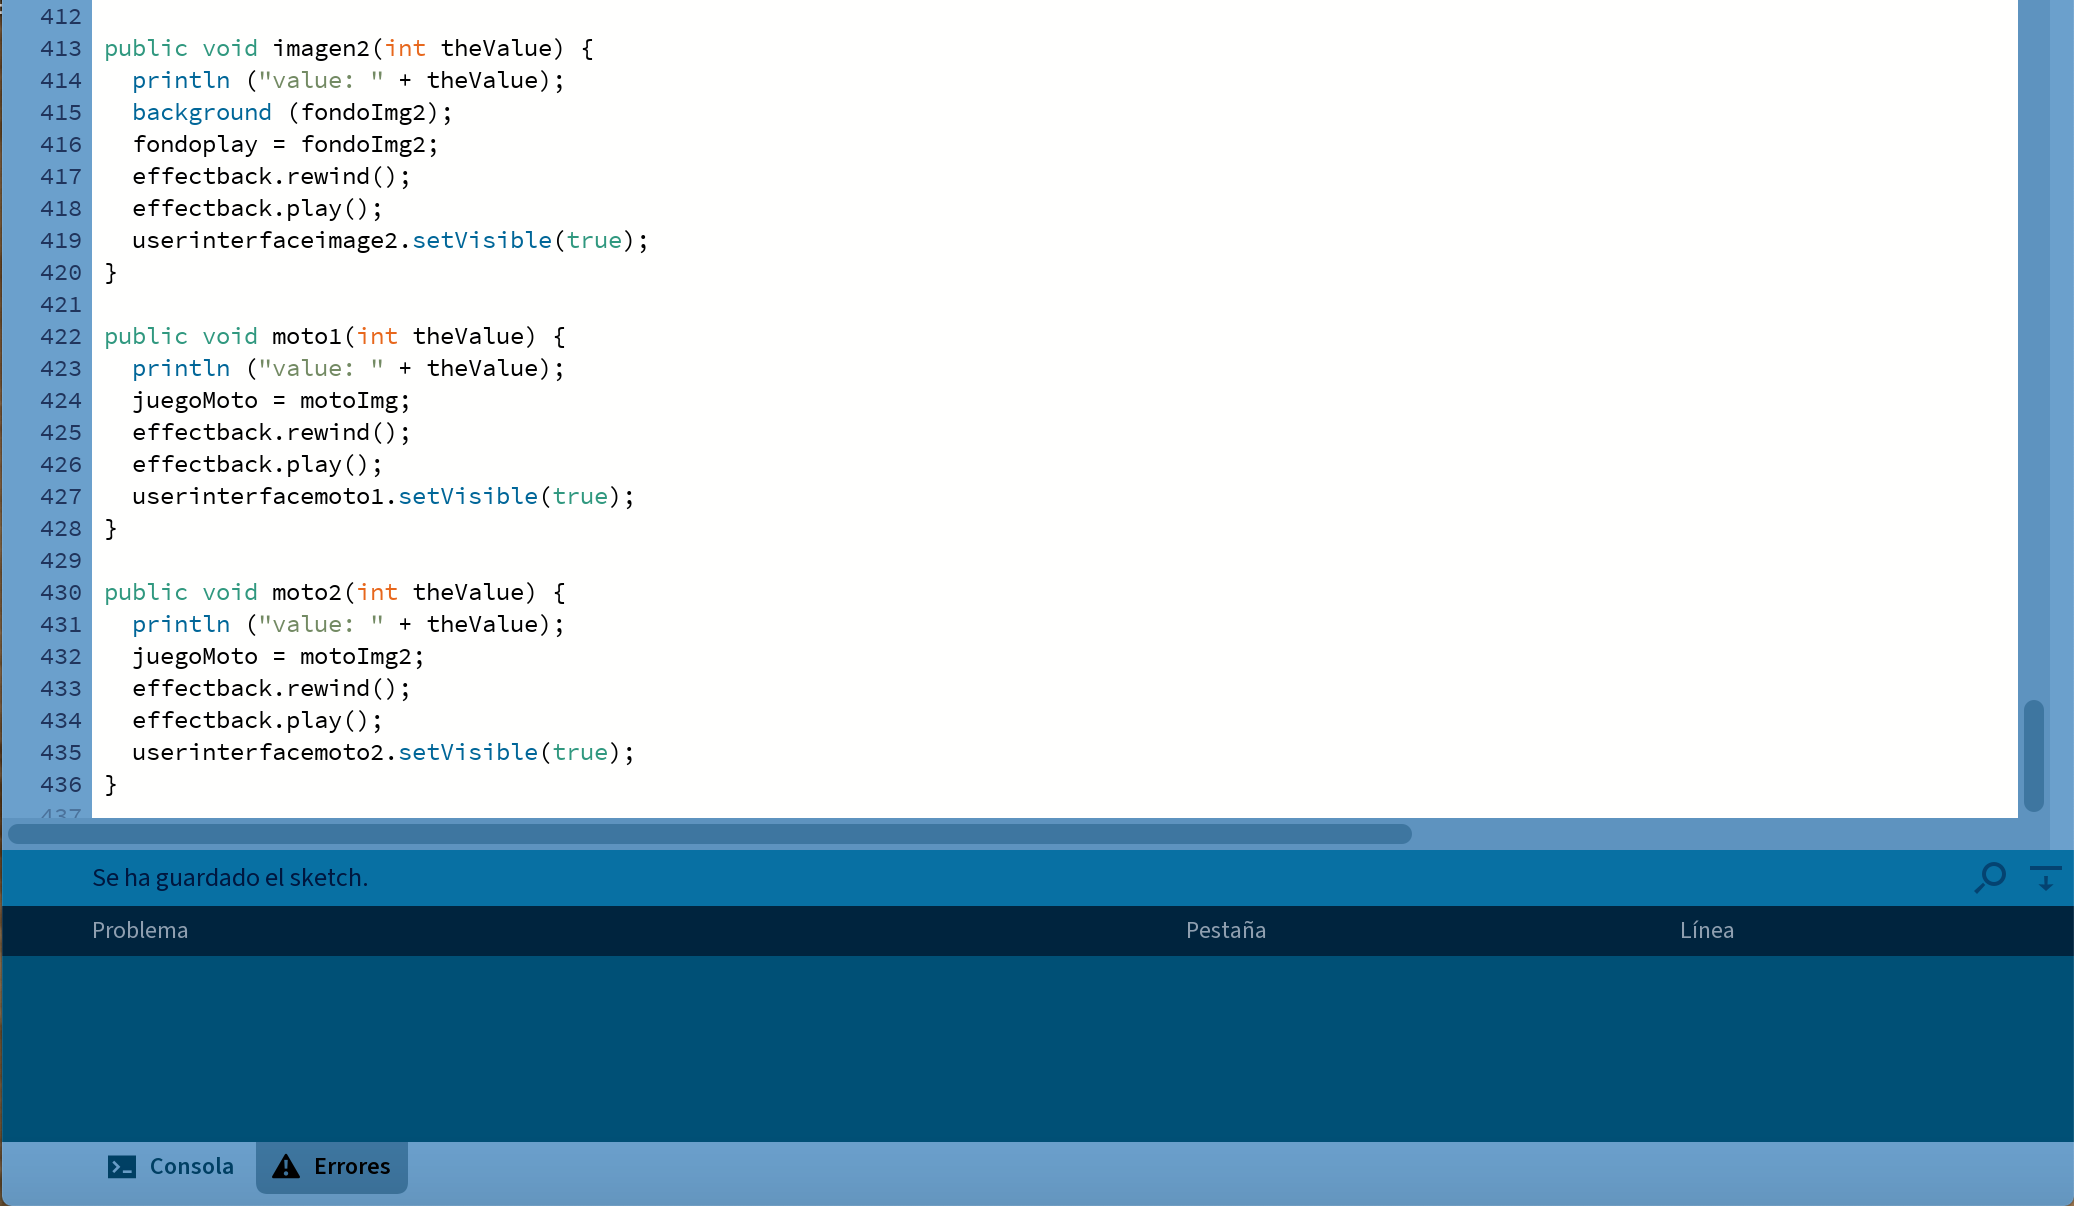 412
413 public void imagen2(int theValue) {
414   println ("value: " + theValue);
415   background (fondoImg2);
416   fondoplay = fondoImg2;
417   effectback.rewind();
418   effectback.play();
419   userinterfaceimage2.setVisible(true);
420 }
421
422 public void moto1(int theValue) {
423   println ("value: " + theValue);
424   juegoMoto = motoImg;
425   effectback.rewind();
426   effectback.play();
427   userinterfacemoto1.setVisible(true);
428 }
429
430 public void moto2(int theValue) {
431   println ("value: " + theValue);
432   juegoMoto = motoImg2;
433   effectback.rewind();
434   effectback.play();
435   userinterfacemoto2.setVisible(true);
436 }
437
Se ha guardado el sketch.
Problema Pestaña Línea
Consola Errores